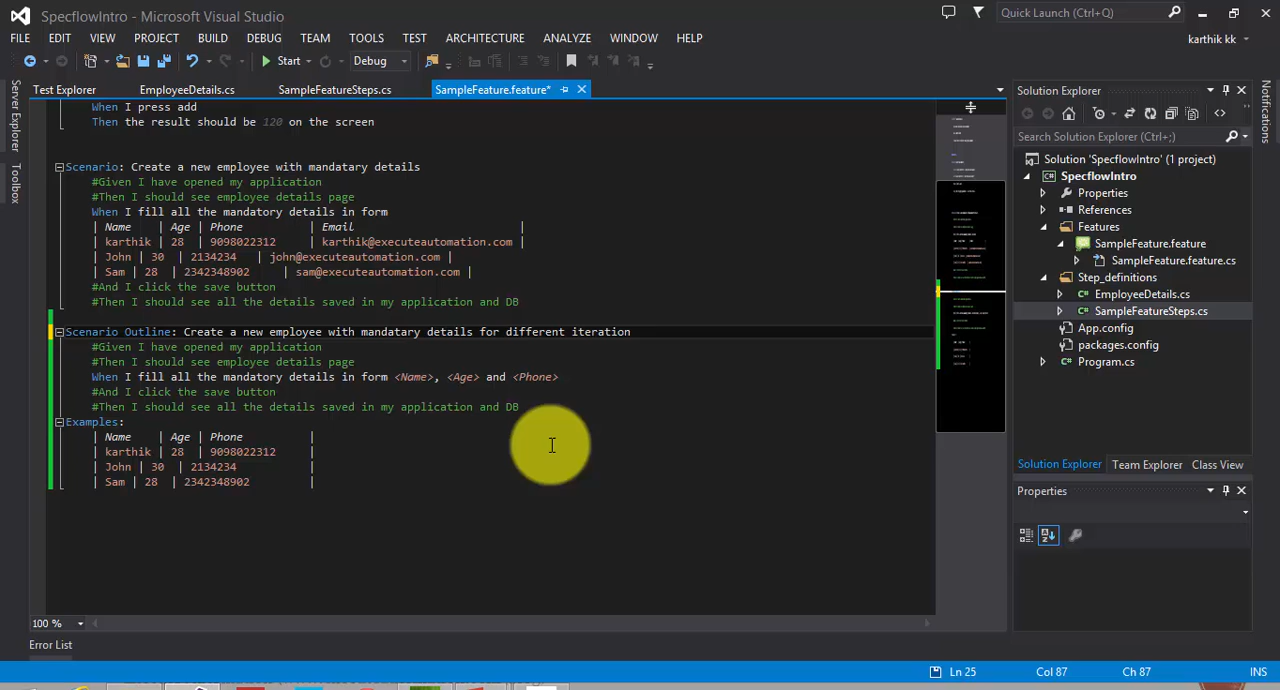 SpecflowIntro - Microsoft Visual Studio
Quick Launch (Ctrl+Q)
FILE EDIT VIEW PROJECT BUILD DEBUG TEAM TOOLS TEST ARCHITECTURE ANALYZE WINDOW HELP
karthik kk
Start Debug
Server Explorer
Toolbox
Test Explorer EmployeeDetails.cs SampleFeatureSteps.cs SampleFeature.feature*
When I press add
Then the result should be 120 on the screen
Scenario: Create a new employee with mandatary details
#Given I have opened my application
#Then I should see employee details page
When I fill all the mandatory details in form
| Name | Age | Phone | Email |
| karthik | 28 | 9098022312 | karthik@executeautomation.com |
| John | 30 | 2134234 | john@executeautomation.com |
| Sam | 28 | 2342348902 | sam@executeautomation.com |
#And I click the save button
#Then I should see all the details saved in my application and DB
Scenario Outline: Create a new employee with mandatary details for different iteration
#Given I have opened my application
#Then I should see employee details page
When I fill all the mandatory details in form <Name>, <Age> and <Phone>
#And I click the save button
#Then I should see all the details saved in my application and DB
Examples:
| Name | Age | Phone |
| karthik | 28 | 9098022312 |
| John | 30 | 2134234 |
| Sam | 28 | 2342348902 |
100 %
Error List
Solution Explorer
Search Solution Explorer (Ctrl+;)
Solution 'SpecflowIntro' (1 project)
SpecflowIntro
Properties
References
Features
SampleFeature.feature
SampleFeature.feature.cs
Step_definitions
EmployeeDetails.cs
SampleFeatureSteps.cs
App.config
packages.config
Program.cs
Solution Explorer Team Explorer Class View
Properties
Notifications
Ln 25 Col 87 Ch 87 INS